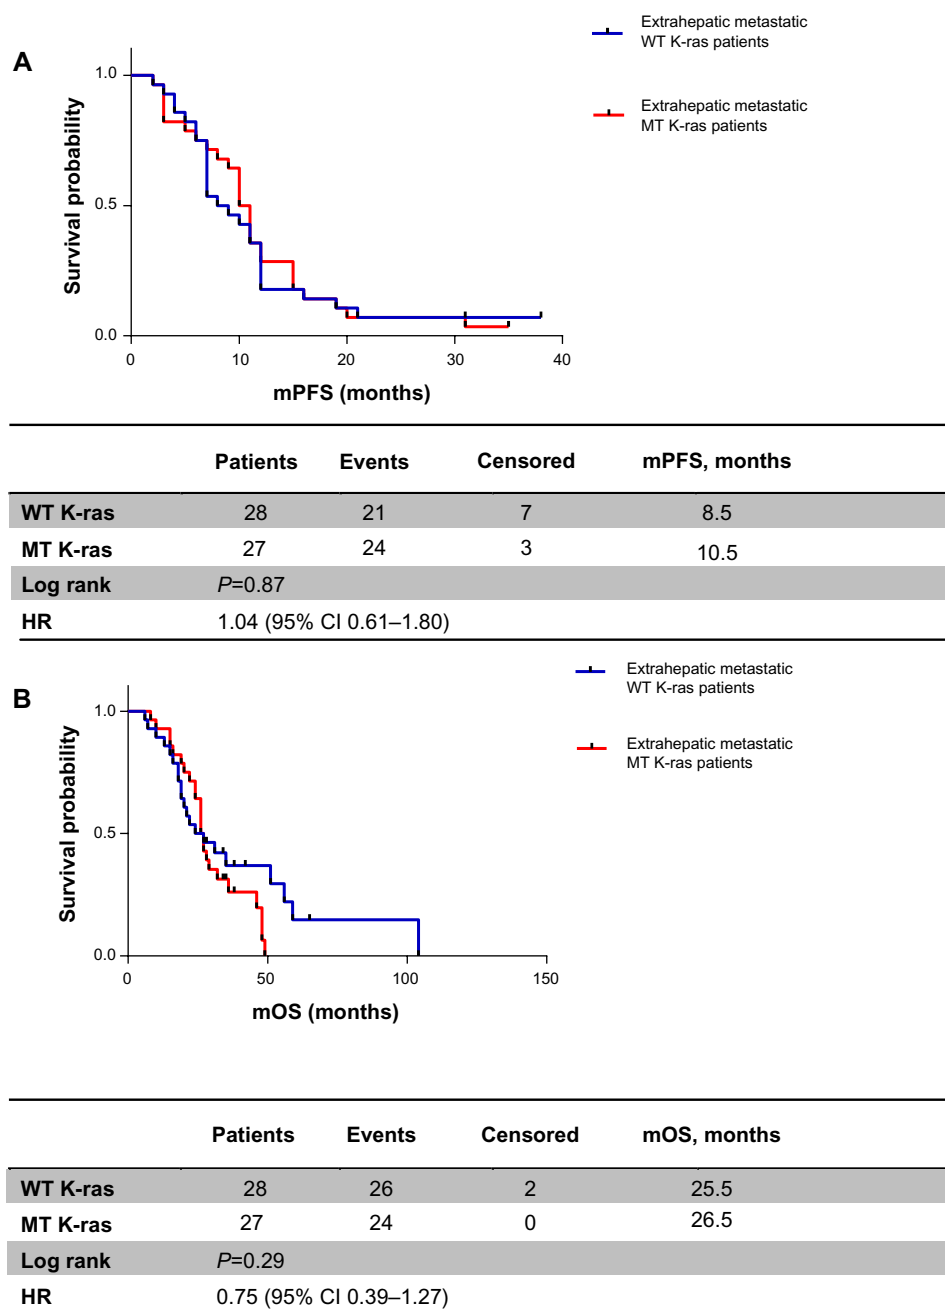 Extrahepatic metastatic
WT K-ras patients
A
Extrahepatic metastatic
MT K-ras patients
Survival probability
1.0
0.5
0.0
0 10 20 30 40
mPFS (months)
Patients Events Censored mPFS, months
WT K-ras 28 21 7 8.5
MT K-ras 27 24 3 10.5
Log rank P=0.87
HR 1.04 (95% CI 0.61–1.80)
Extrahepatic metastatic
WT K-ras patients
B
Extrahepatic metastatic
MT K-ras patients
Survival probability
1.0
0.5
0.0
0 50 100 150
mOS (months)
Patients Events Censored mOS, months
WT K-ras 28 26 2 25.5
MT K-ras 27 24 0 26.5
Log rank P=0.29
HR 0.75 (95% CI 0.39–1.27)